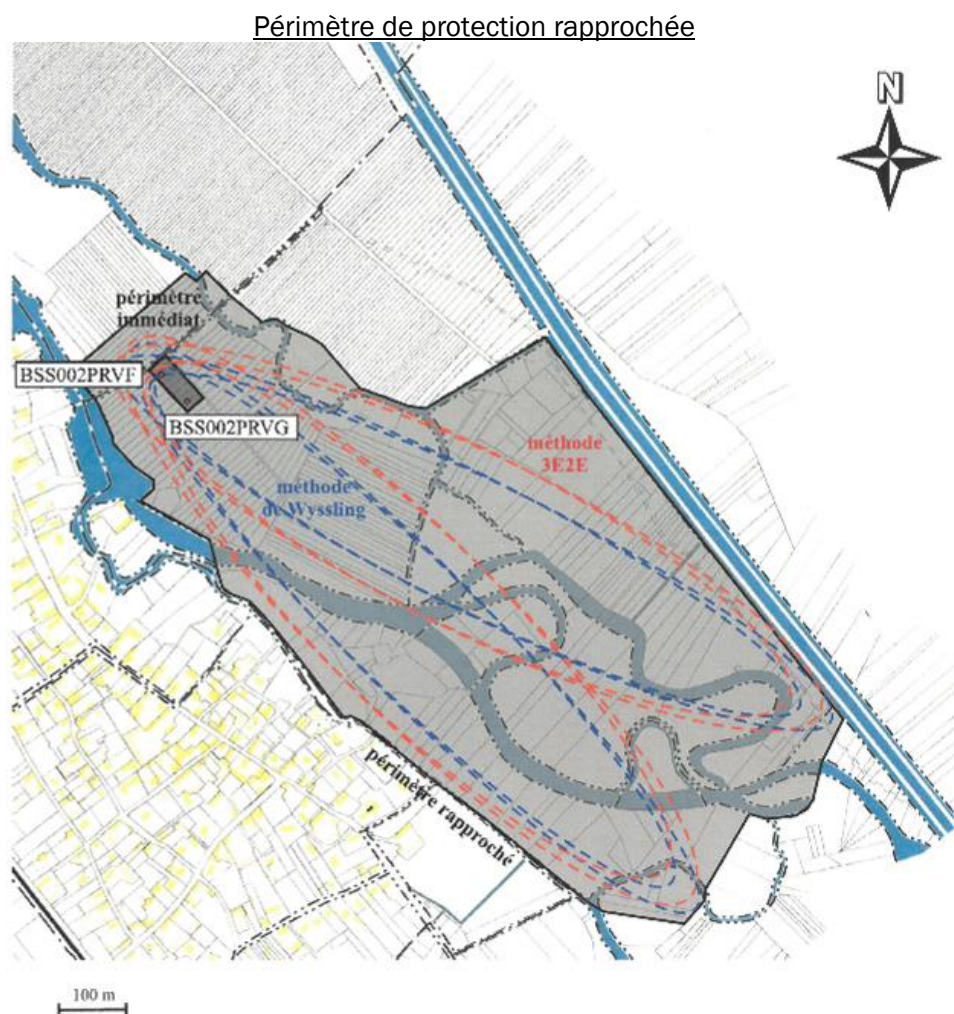 Périmètre de protection rapprochée
N
périmètre
immédiat
BSS002PRVF
BSS002PRVG
méthode
3E2E
méthode
de Wyssling
périmètre rapproché
100 m